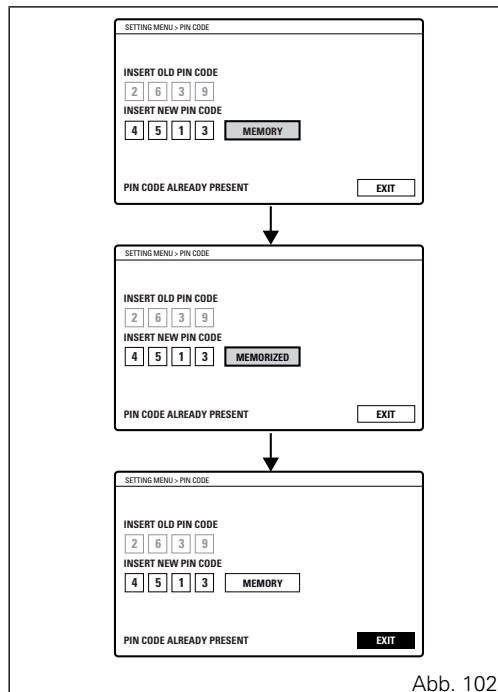 SETTING MENU > PIN CODE
INSERT OLD PIN CODE
2 6 3 9
INSERT NEW PIN CODE
4 5 1 3 MEMORY
PIN CODE ALREADY PRESENT EXIT
SETTING MENU > PIN CODE
INSERT OLD PIN CODE
2 6 3 9
INSERT NEW PIN CODE
4 5 1 3 MEMORIZED
PIN CODE ALREADY PRESENT EXIT
SETTING MENU > PIN CODE
INSERT OLD PIN CODE
2 6 3 9
INSERT NEW PIN CODE
4 5 1 3 MEMORY
PIN CODE ALREADY PRESENT EXIT
Abb. 102